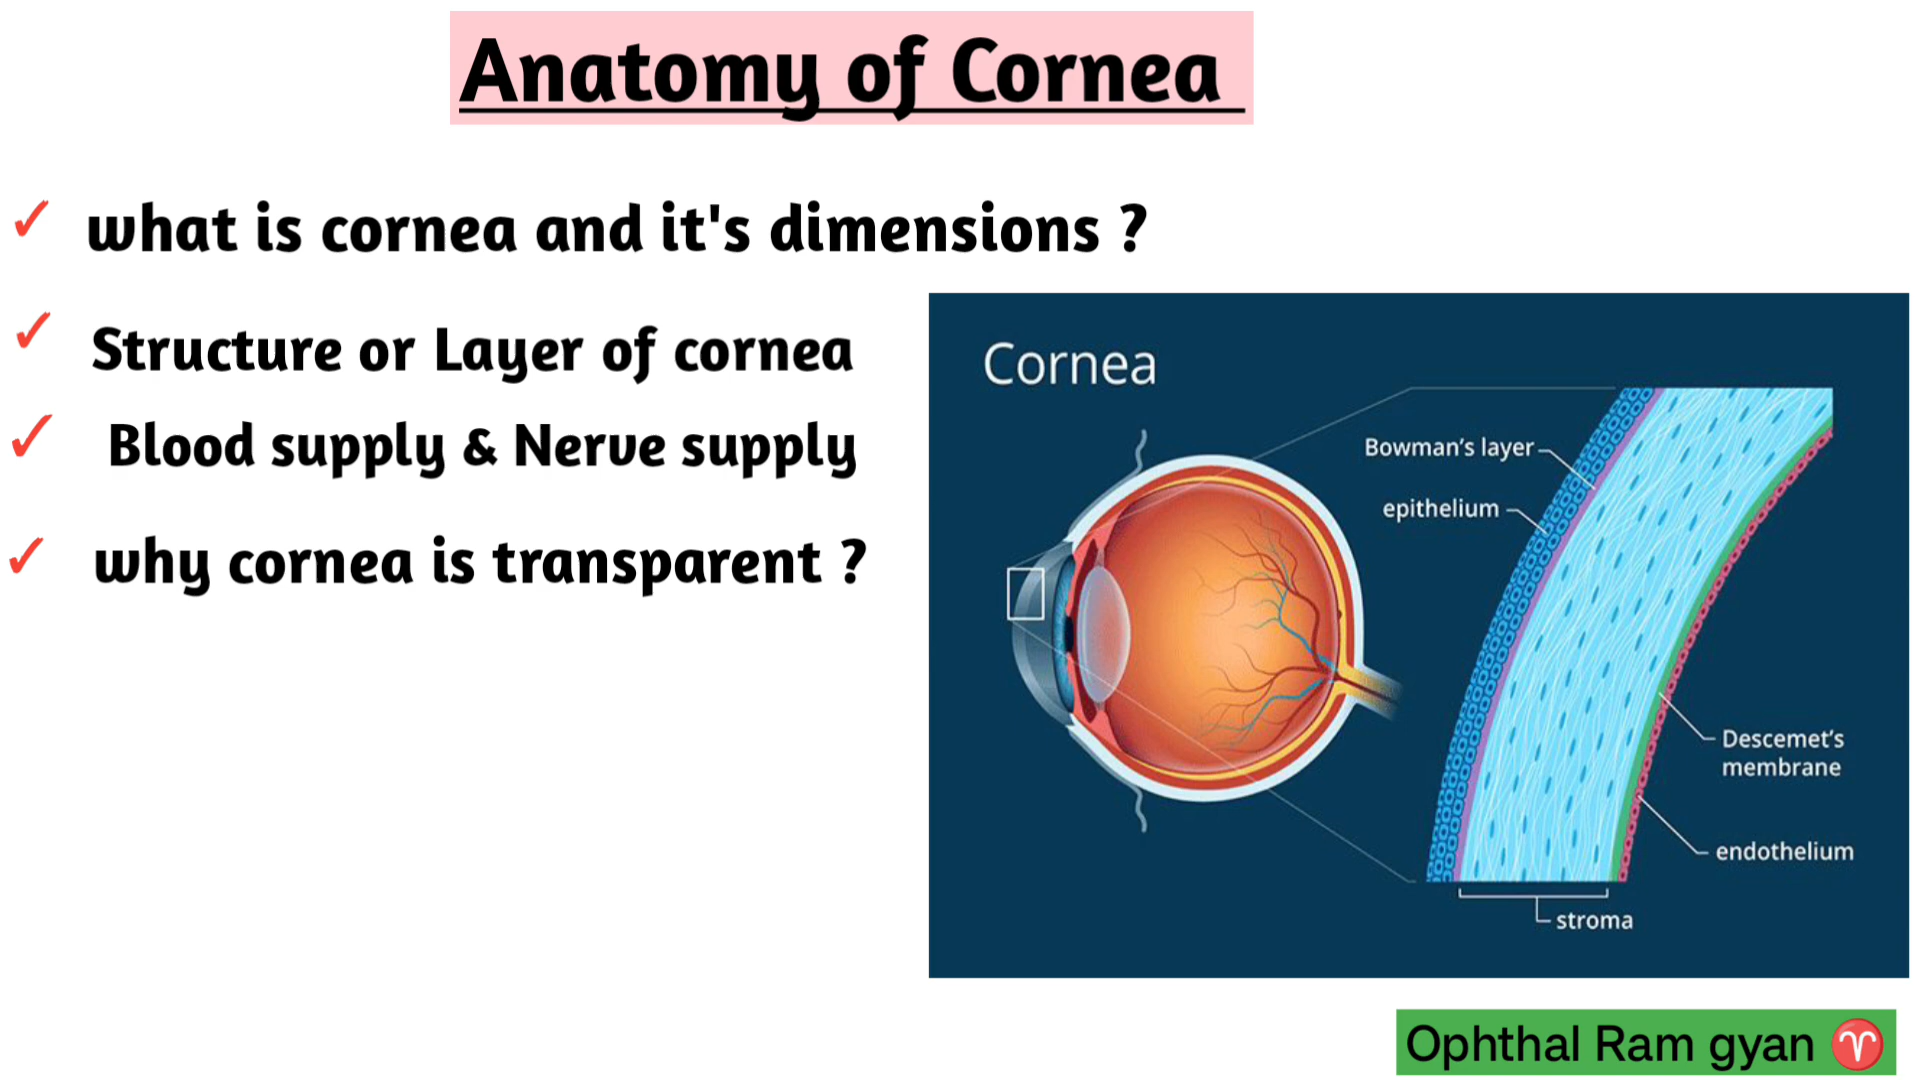 Anatomy of Cornea
what is cornea and it's dimensions ?
Structure or Layer of cornea
Blood supply & Nerve supply
why cornea is transparent ?
Cornea
Bowman's layer
epithelium
Descemet's
membrane
endothelium
stroma
Ophthal Ram gyan ♈